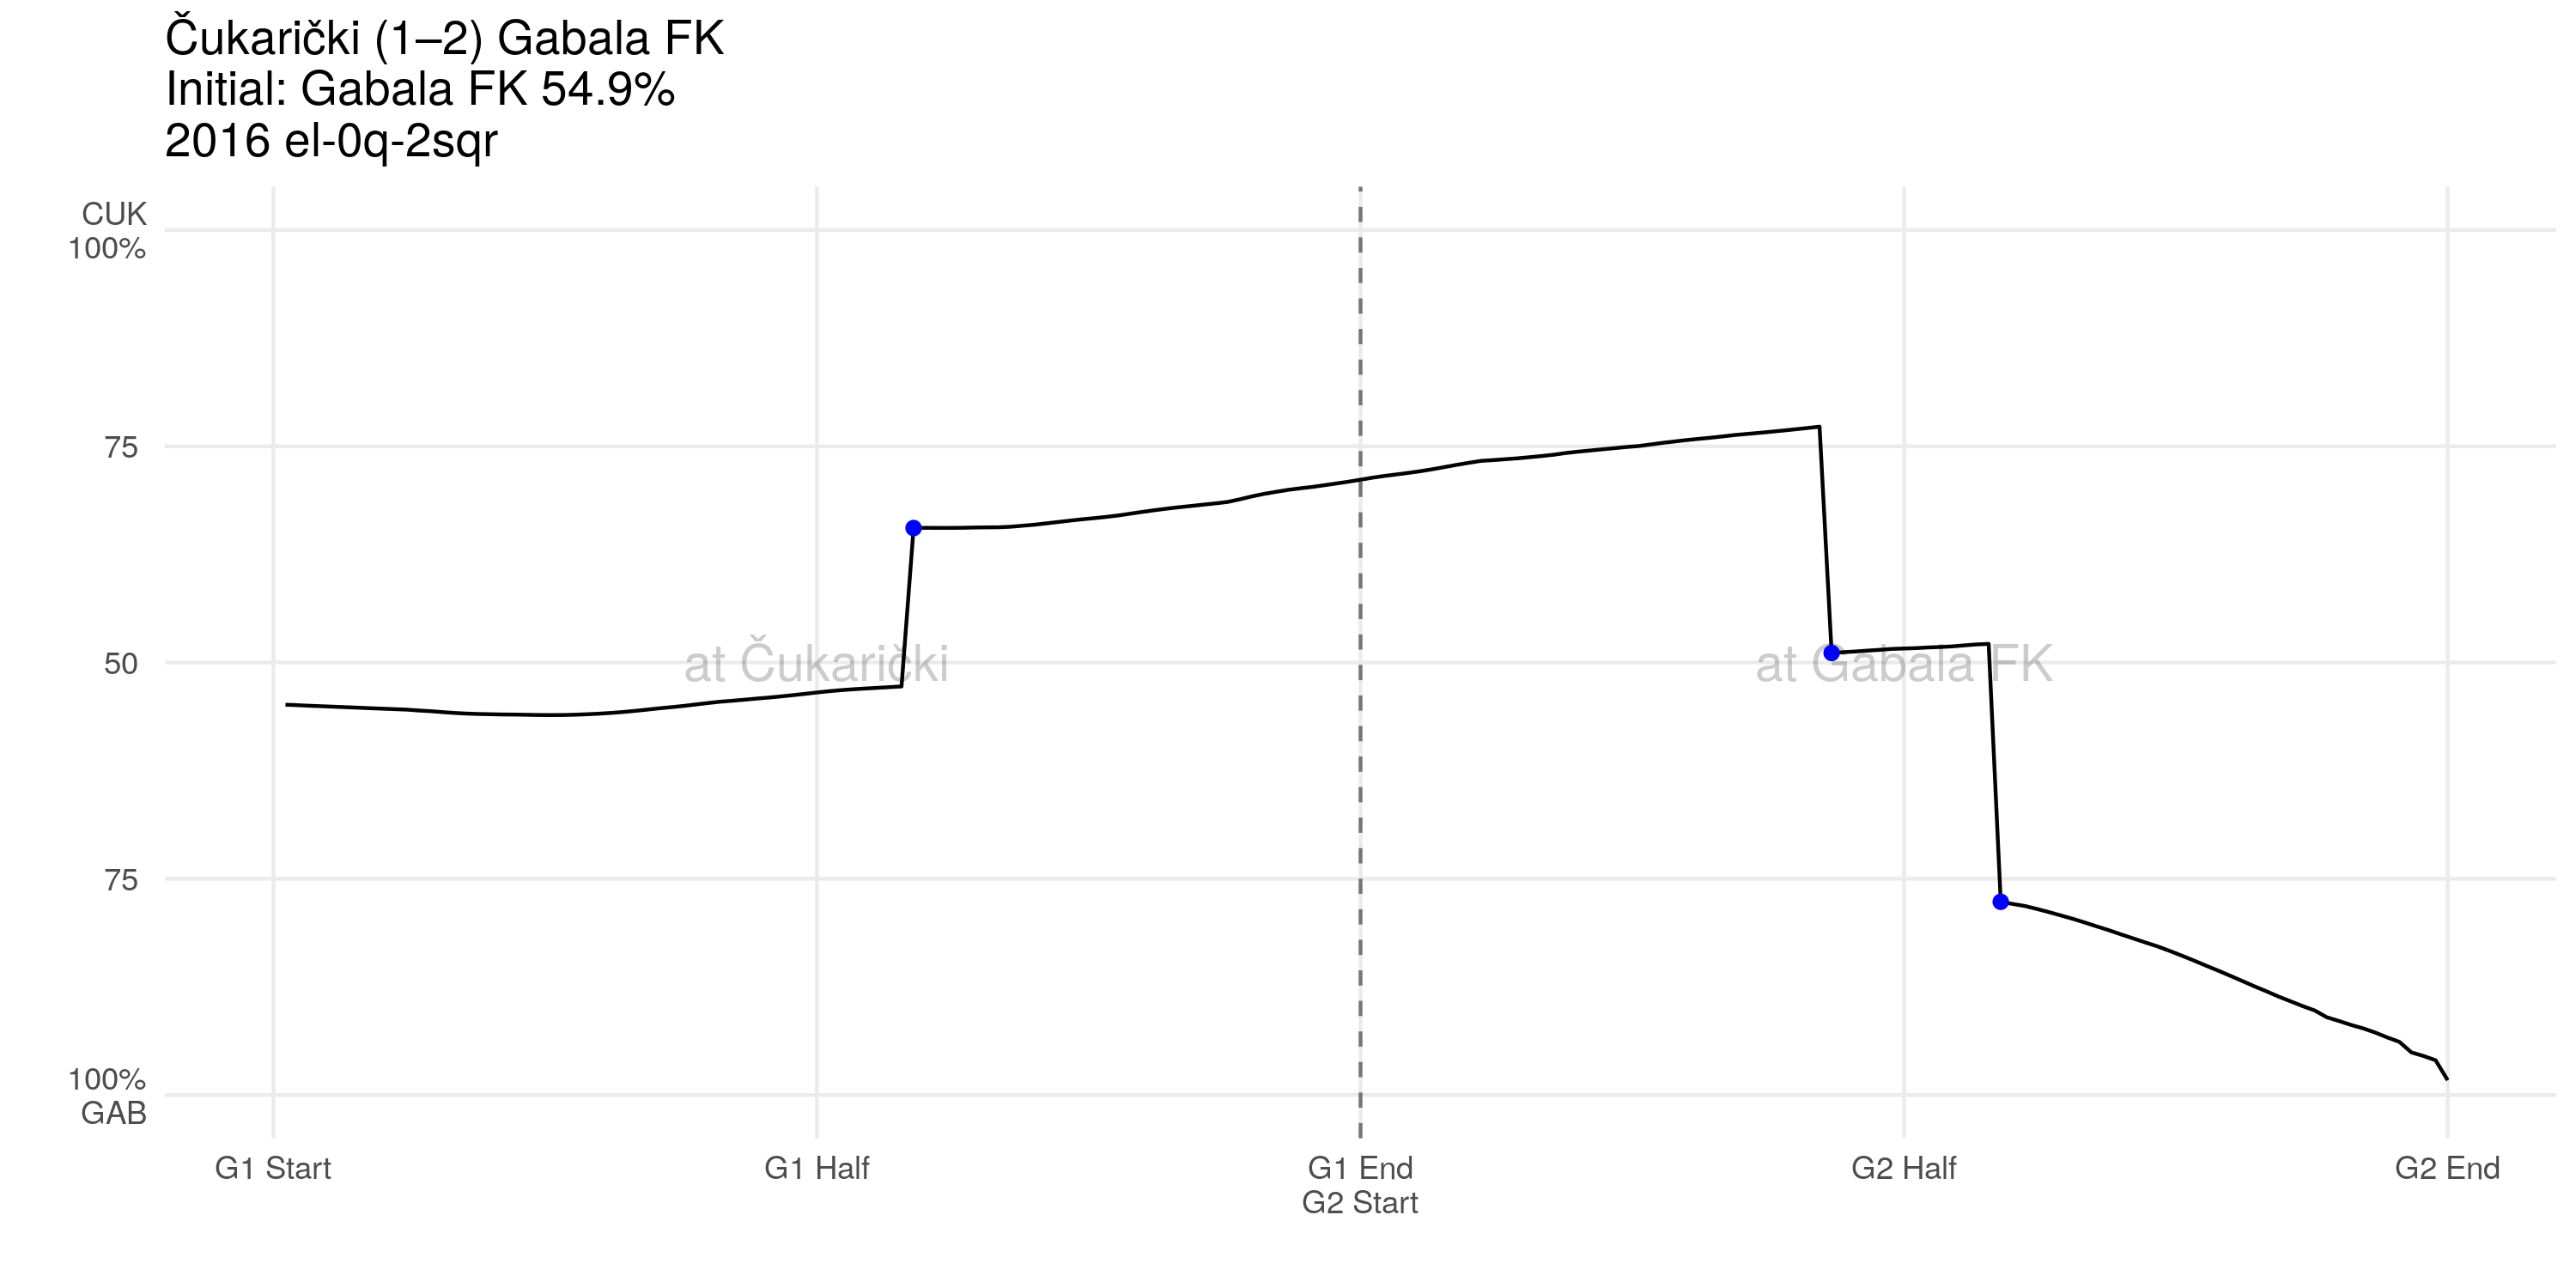 Čukarički (1–2) Gabala FK
Initial: Gabala FK 54.9%
2016 el-0q-2sqr
CUK
100%
75
50
75
100%
GAB
at Čukarički
at Gabala FK
G1 Start
G1 Half
G1 End
G2 Start
G2 Half
G2 End